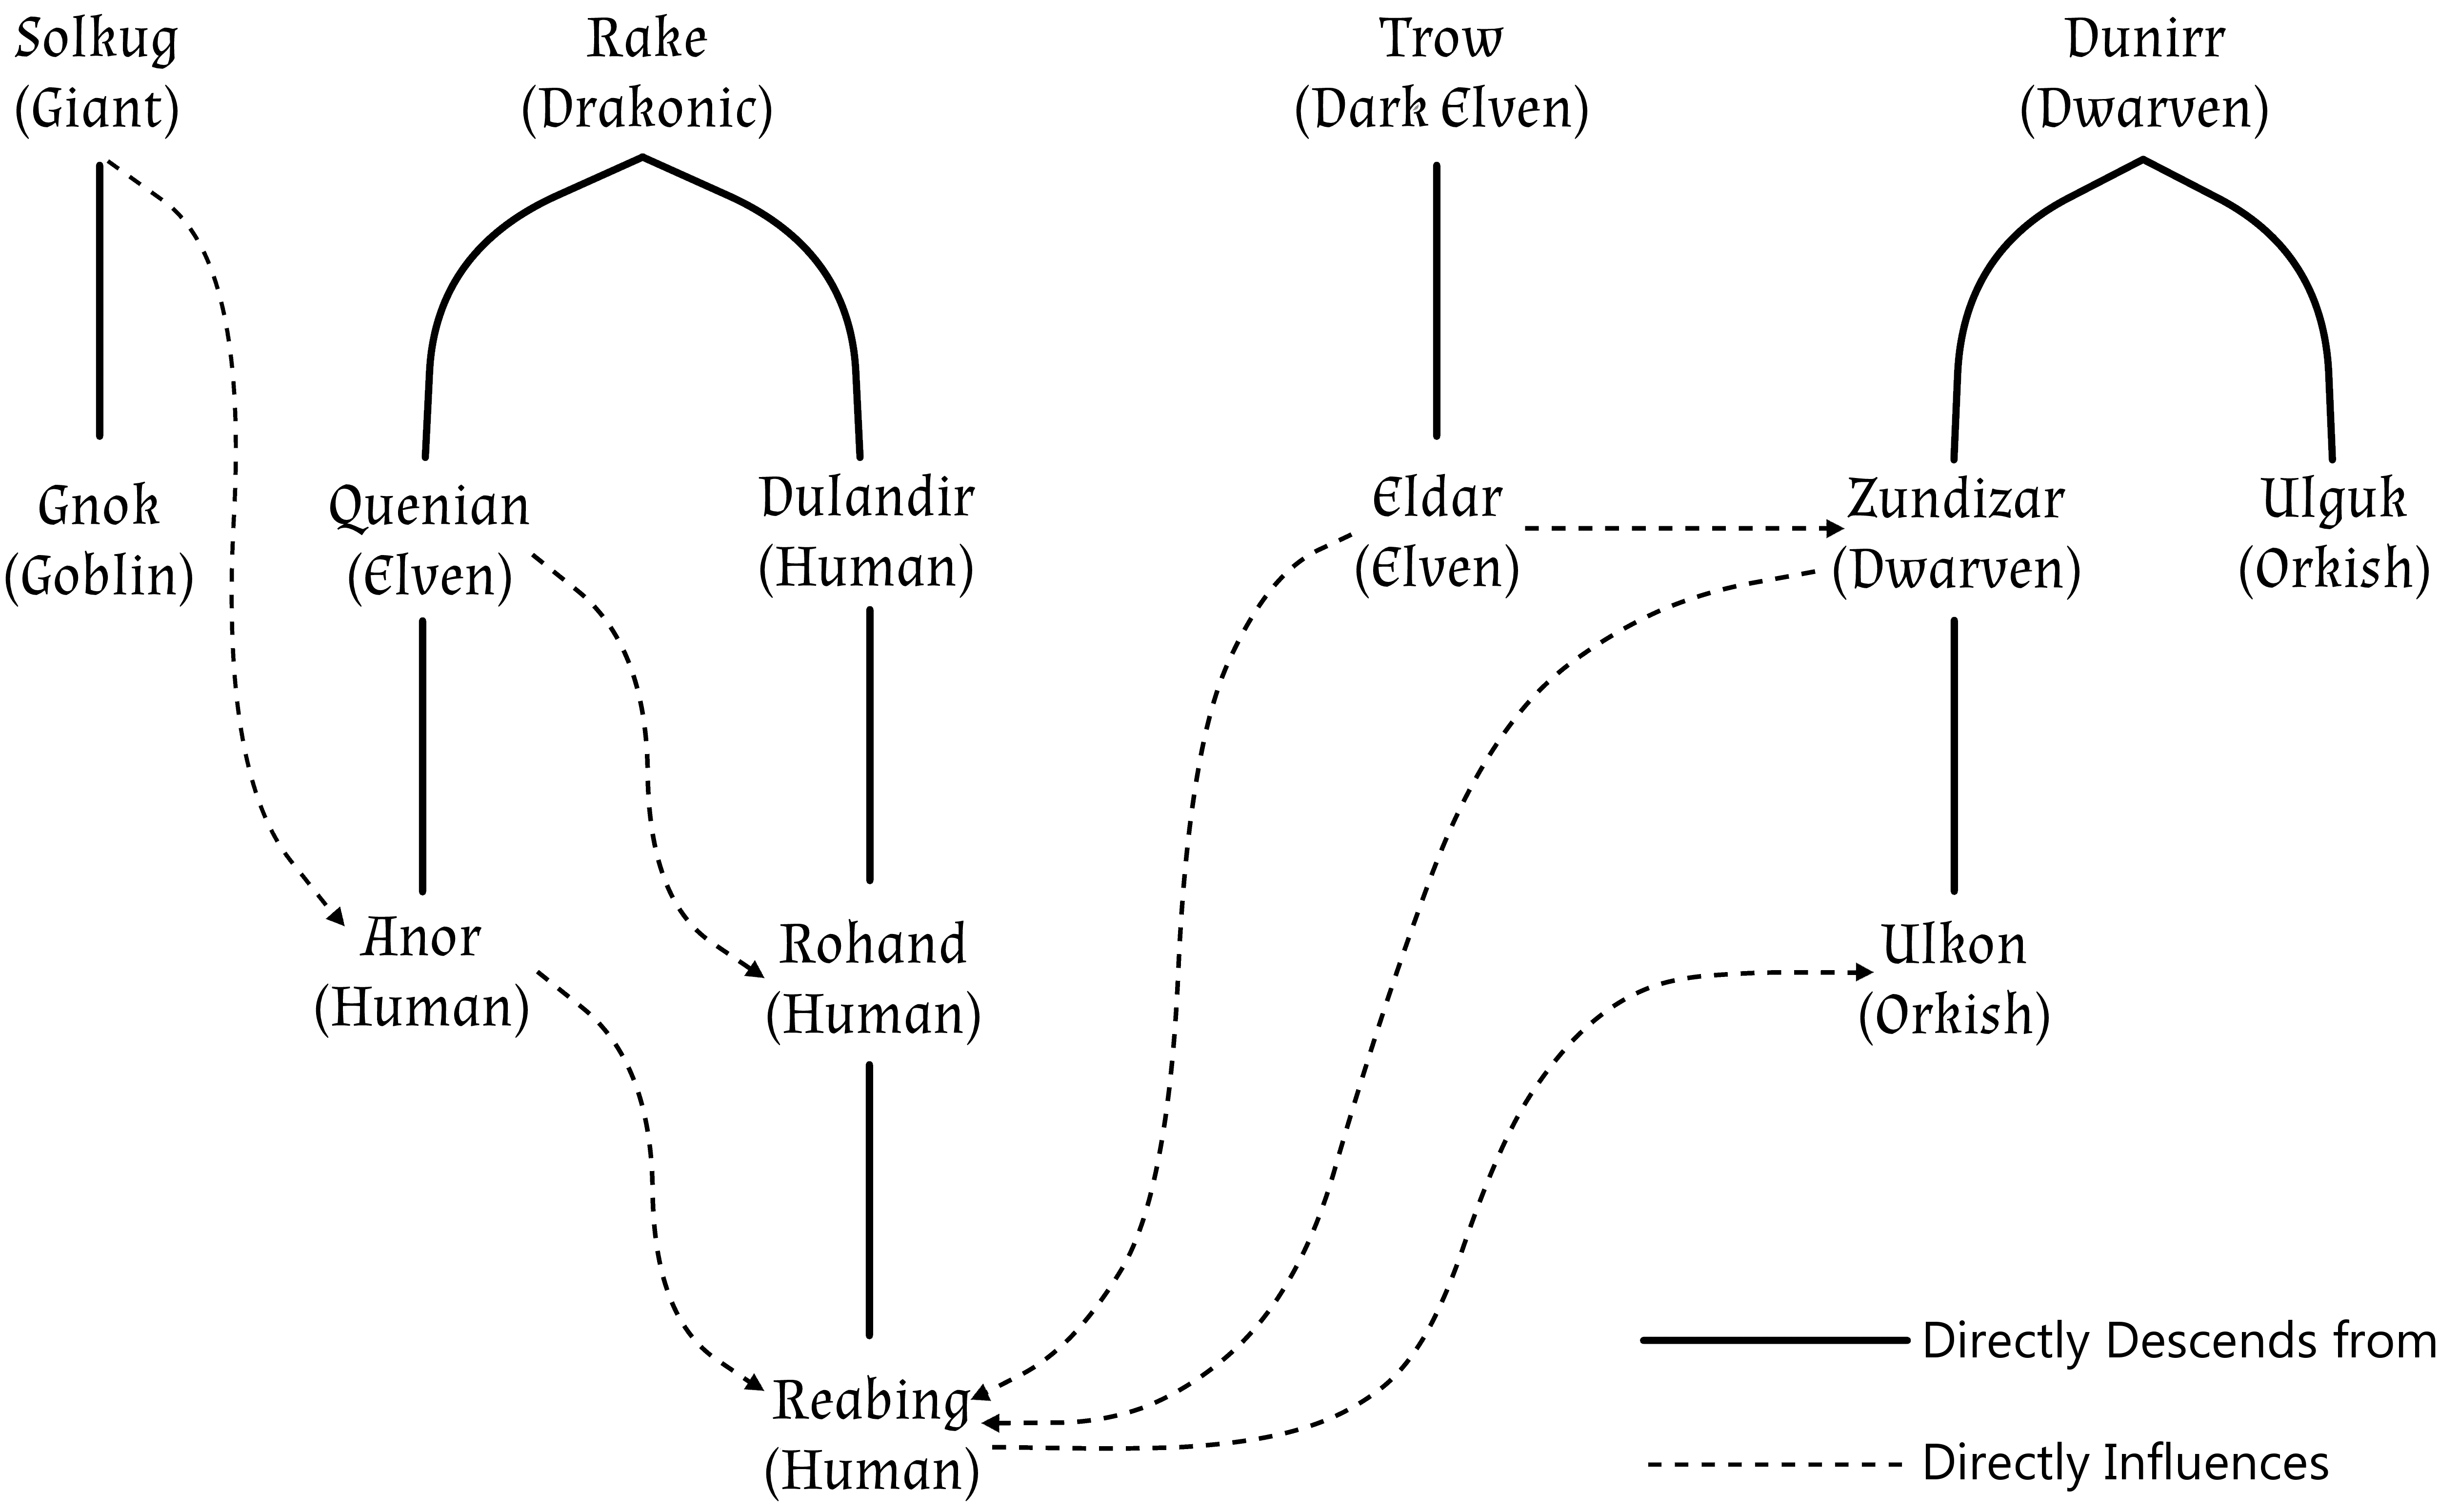 Solkug
(Giant)
Rake
(Drakonic)
Trow
(Dark Elven)
Dunirr
(Dwarven)
Gnok
(Goblin)
Quenian
(Elven)
Dulandir
(Human)
Eldar
(Elven)
Zundizar
(Dwarven)
Ulguk
(Orkish)
Anor
(Human)
Rohand
(Human)
Ulkon
(Orkish)
Reabing
(Human)
Directly Descends from
Directly Influences